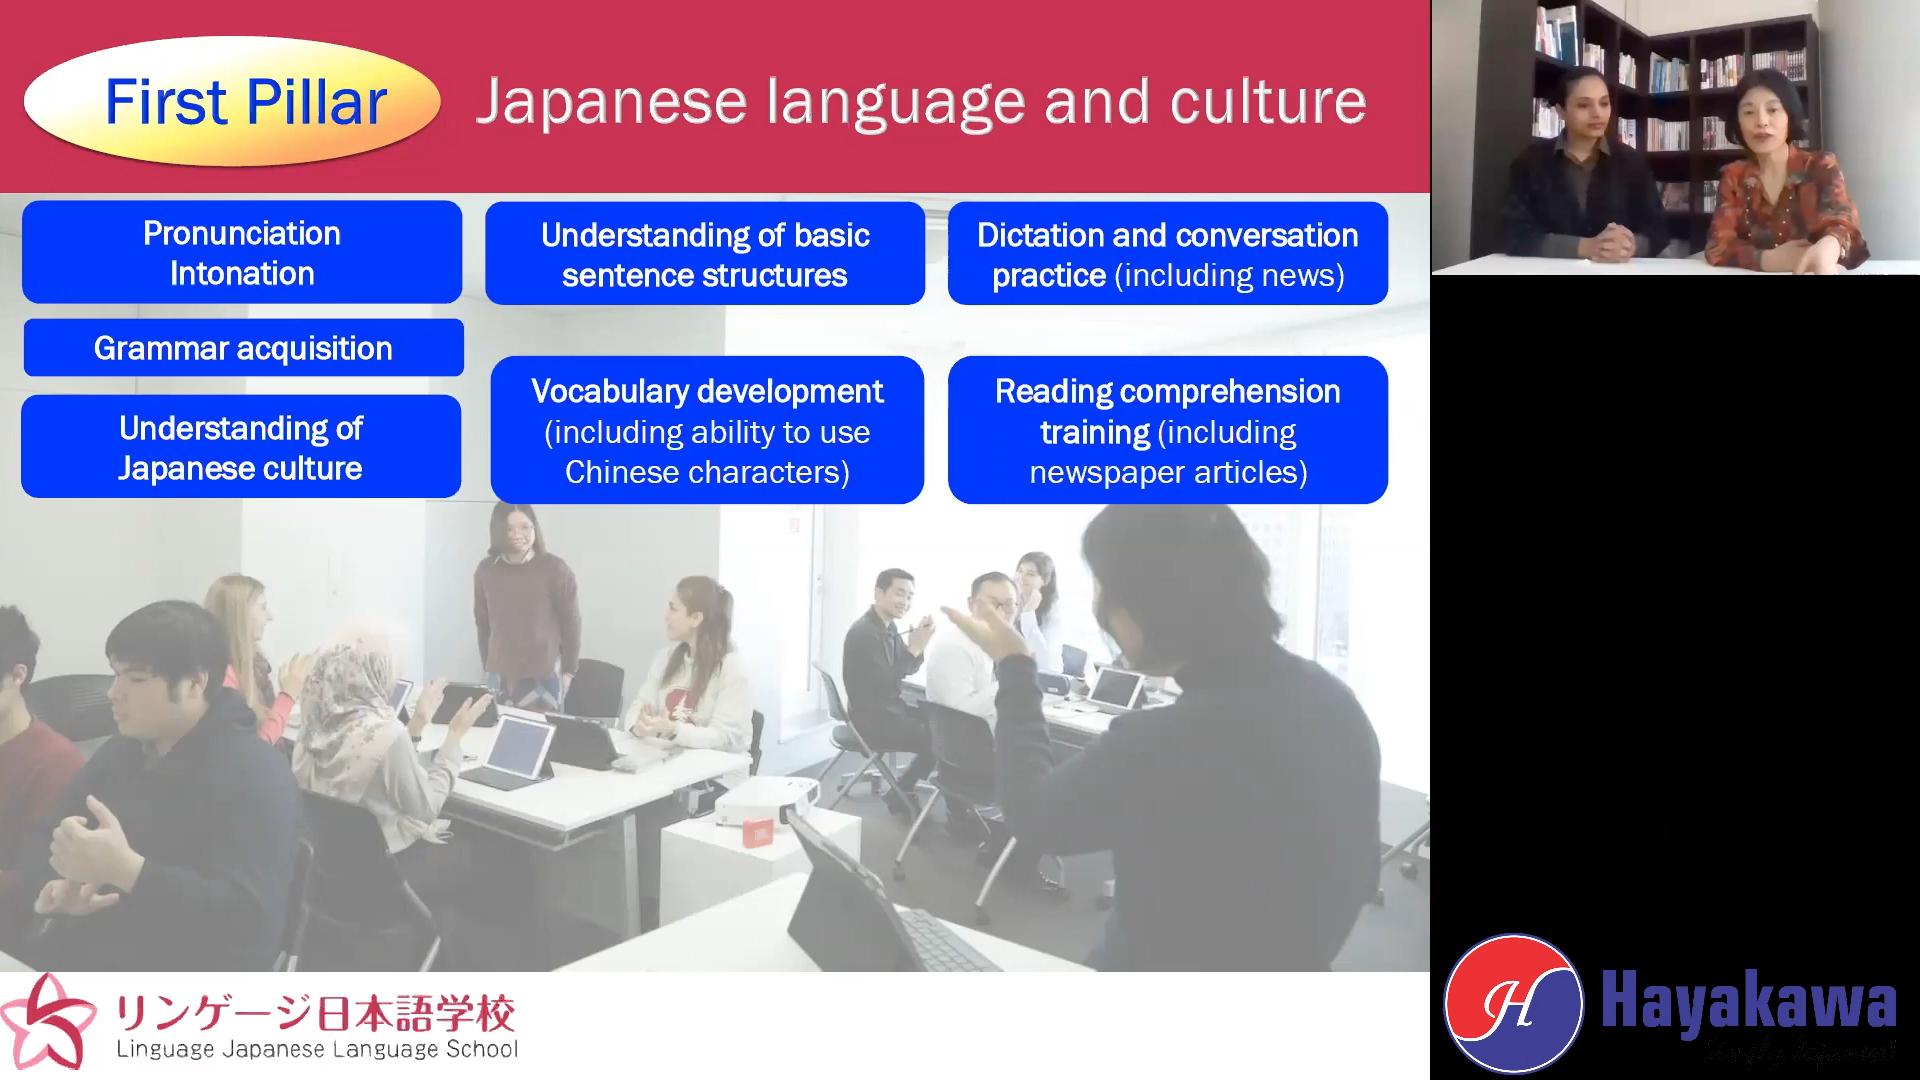 First Pillar
Japanese language and culture
Pronunciation
Intonation
Grammar acquisition
Understanding of
Japanese culture
Understanding of basic
sentence structures
Vocabulary development
(including ability to use
Chinese characters)
Dictation and conversation
practice (including news)
Reading comprehension
training (including
newspaper articles)
リンゲージ日本語学校
Linguage Japanese Language School
H
Hayakawa